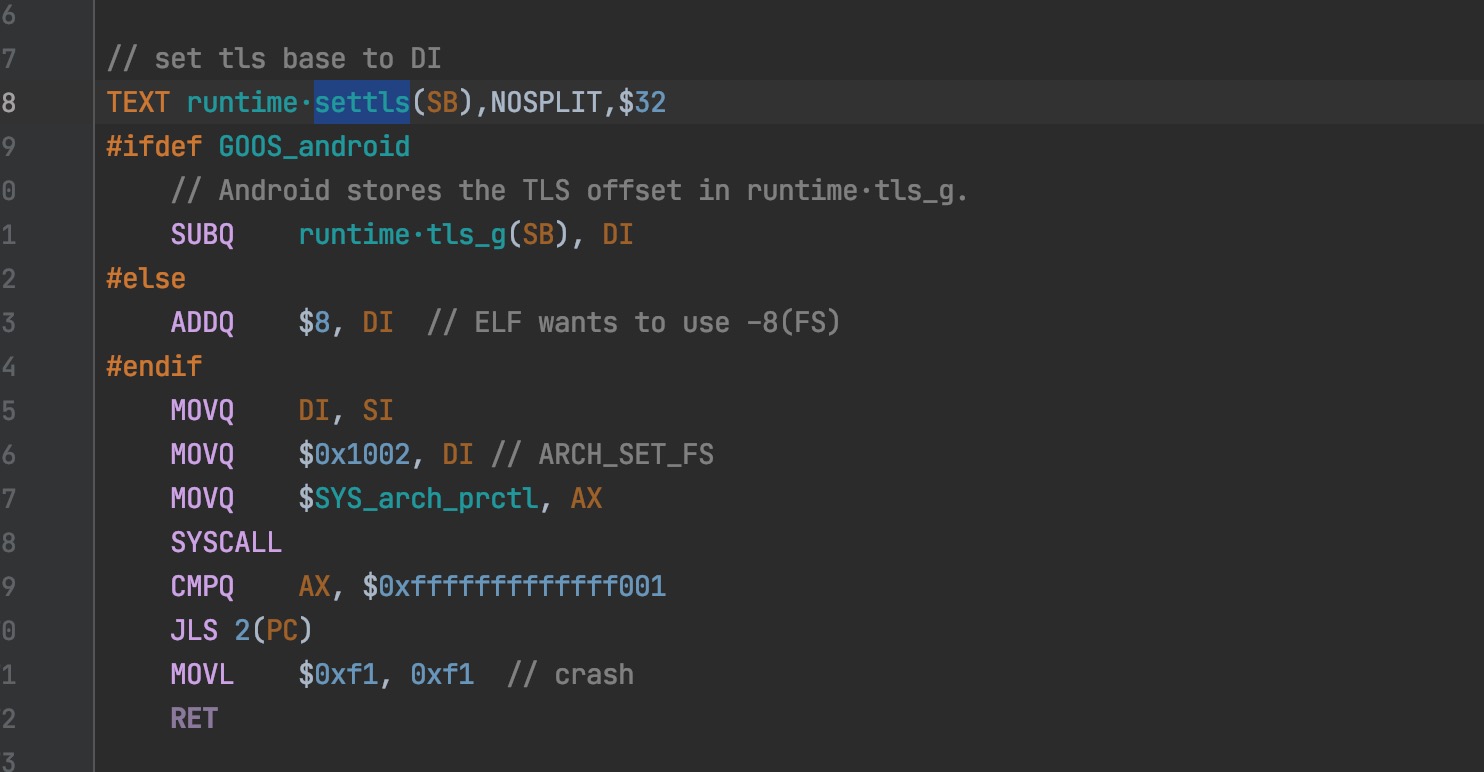 6
7 // set tls base to DI
8 TEXT runtime·settls(SB),NOSPLIT,$32
9 #ifdef GOOS_android
0 // Android stores the TLS offset in runtime·tls_g.
1 SUBQ runtime·tls_g(SB), DI
2 #else
3 ADDQ $8, DI // ELF wants to use -8(FS)
4 #endif
5 MOVQ DI, SI
6 MOVQ $0x1002, DI // ARCH_SET_FS
7 MOVQ $SYS_arch_prctl, AX
8 SYSCALL
9 CMPQ AX, $0xfffffffffffff001
0 JLS 2(PC)
1 MOVL $0xf1, 0xf1 // crash
2 RET
3